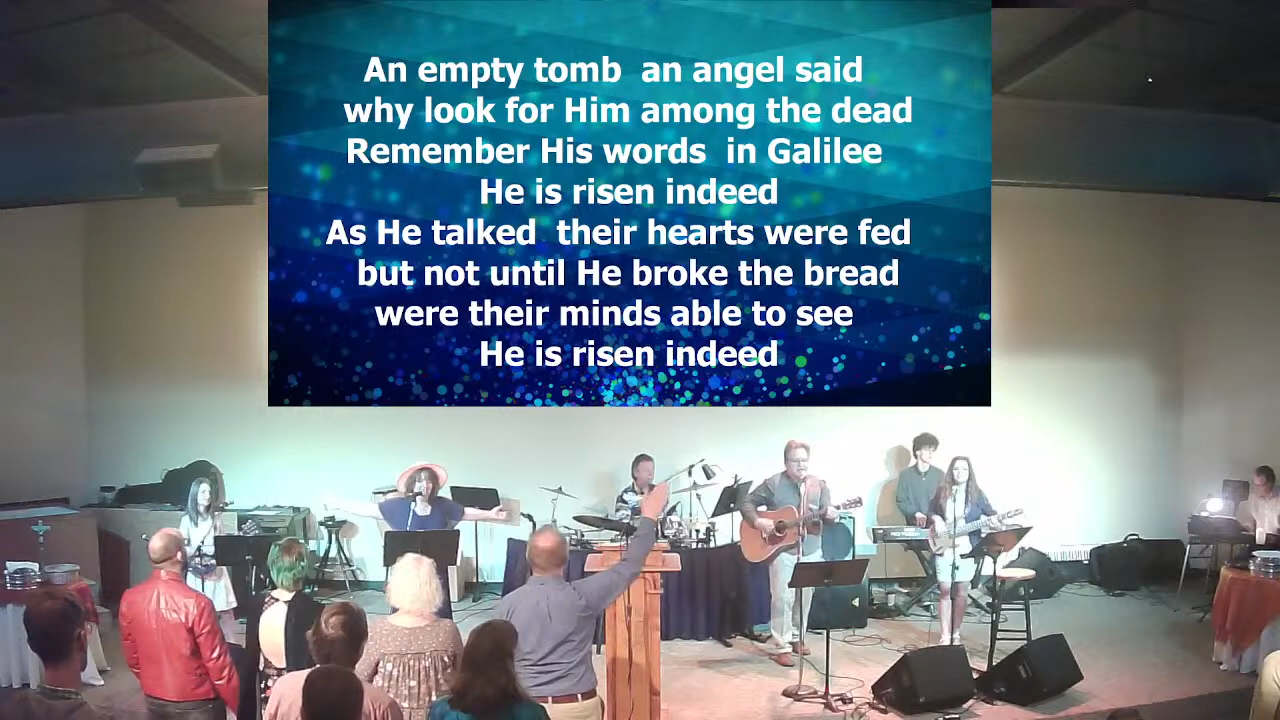 An empty tomb an angel said
why look for Him among the dead
Remember His words in Galilee
He is risen indeed
As He talked their hearts were fed
but not until He broke the bread
were their minds able to see
He is risen indeed